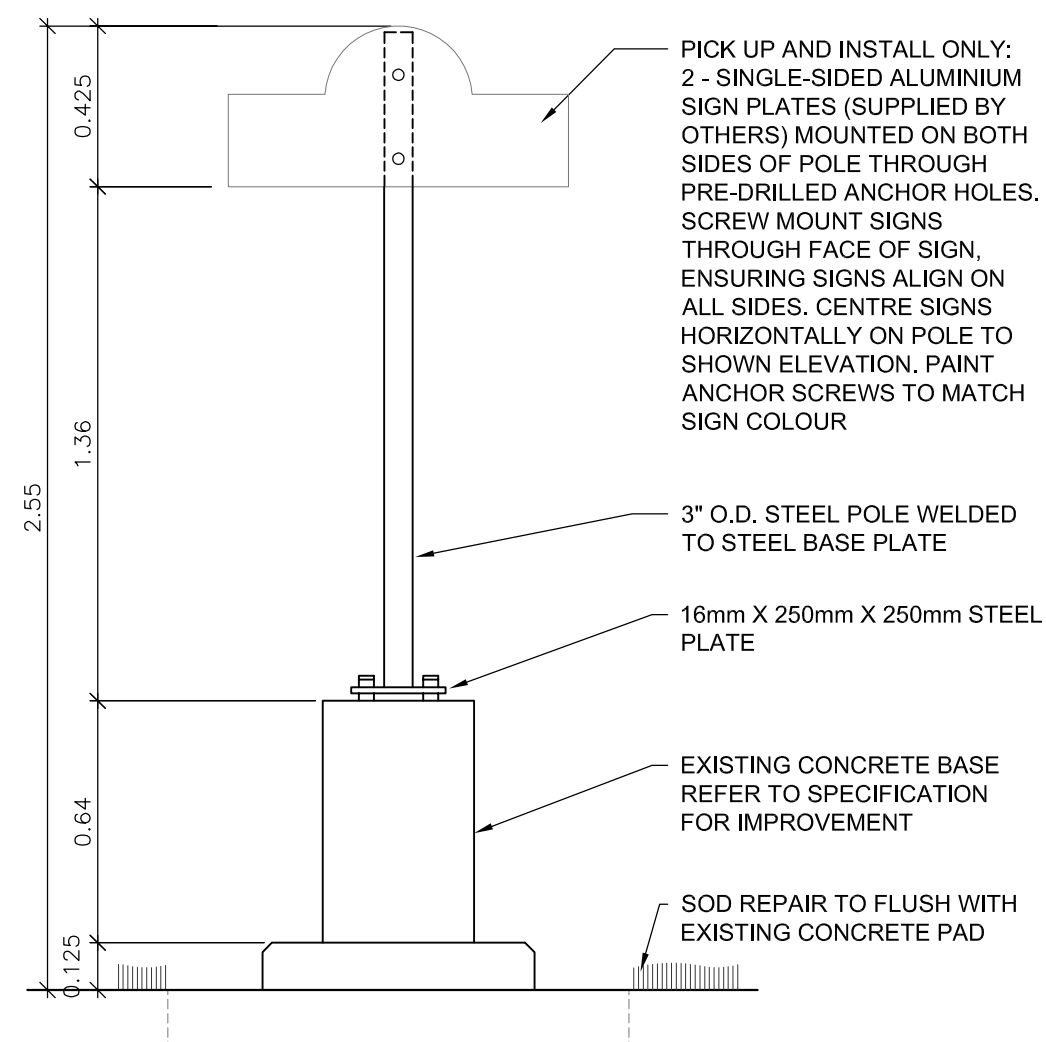 PICK UP AND INSTALL ONLY:
2 - SINGLE-SIDED ALUMINIUM
SIGN PLATES (SUPPLIED BY
OTHERS) MOUNTED ON BOTH
SIDES OF POLE THROUGH
PRE-DRILLED ANCHOR HOLES.
SCREW MOUNT SIGNS
THROUGH FACE OF SIGN,
ENSURING SIGNS ALIGN ON
ALL SIDES. CENTRE SIGNS
HORIZONTALLY ON POLE TO
SHOWN ELEVATION. PAINT
ANCHOR SCREWS TO MATCH
SIGN COLOUR
3" O.D. STEEL POLE WELDED
TO STEEL BASE PLATE
16mm X 250mm X 250mm STEEL
PLATE
EXISTING CONCRETE BASE
REFER TO SPECIFICATION
FOR IMPROVEMENT
SOD REPAIR TO FLUSH WITH
EXISTING CONCRETE PAD
0.425
1.36
2.55
0.64
0.125